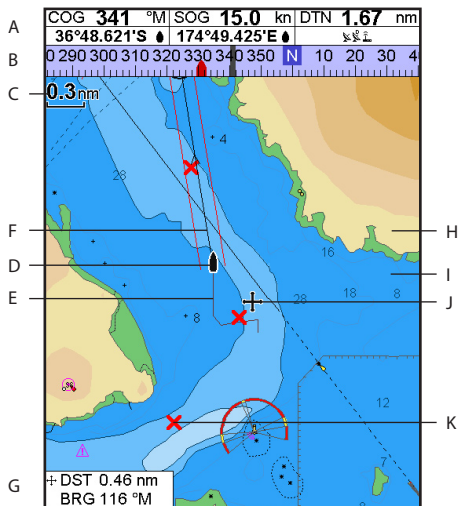 COG 341 °M SOG 15.0 kn DTN 1.67 nm
A
36°48.621'S 174°49.425'E
B
0 290 300 310 320 330 340 350 N 10 20 30 4
C
0.3nm
4
28
F
H
16
D
I
28 18 8
E
J
8
12
K
7
G
DST 0.46 nm
BRG 116 °M